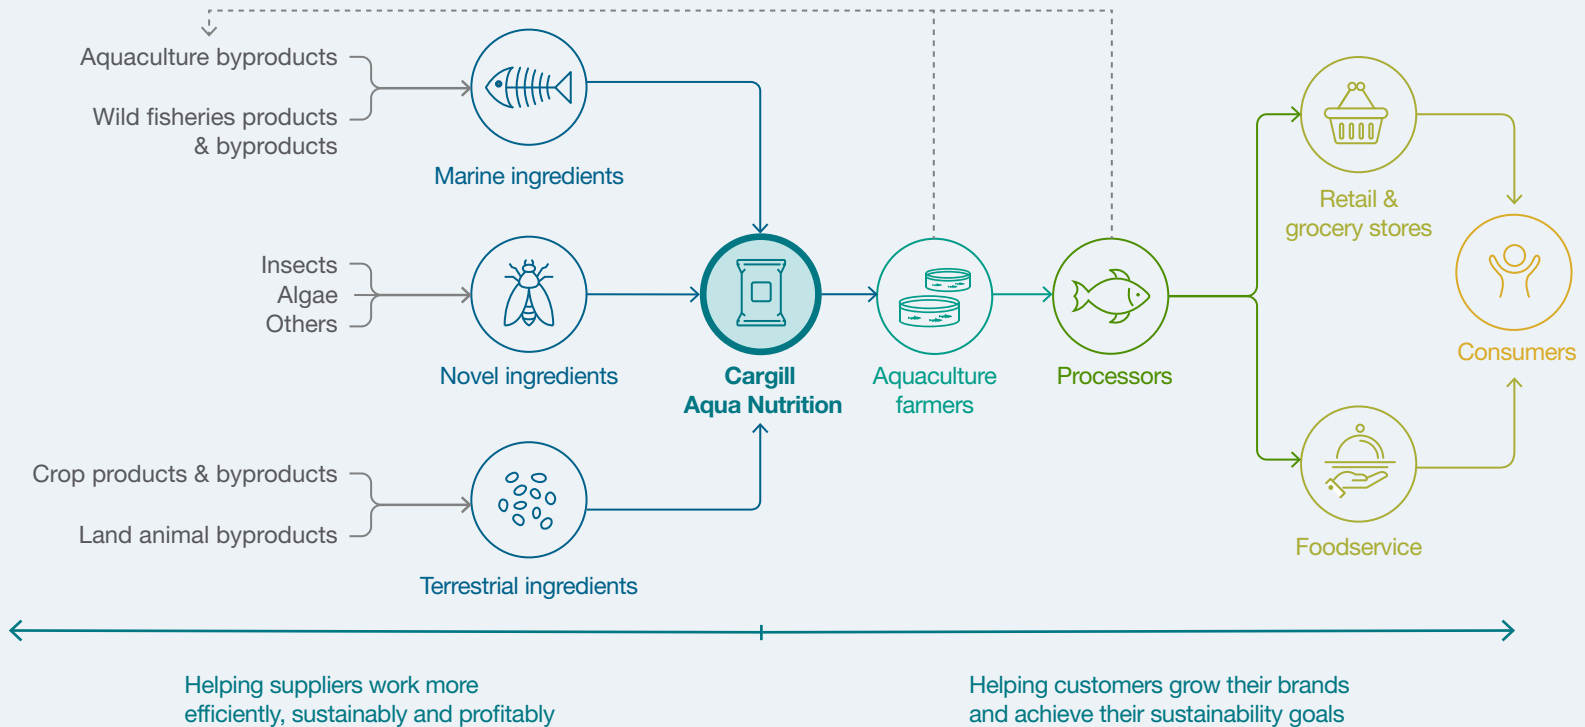 Aquaculture byproducts
Wild fisheries products
& byproducts
Marine ingredients
Insects
Algae
Others
Novel ingredients
Crop products & byproducts
Land animal byproducts
Terrestrial ingredients
Cargill
Aqua Nutrition
Aquaculture
farmers
Processors
Retail &
grocery stores
Foodservice
Consumers
Helping suppliers work more
efficiently, sustainably and profitably
Helping customers grow their brands
and achieve their sustainability goals